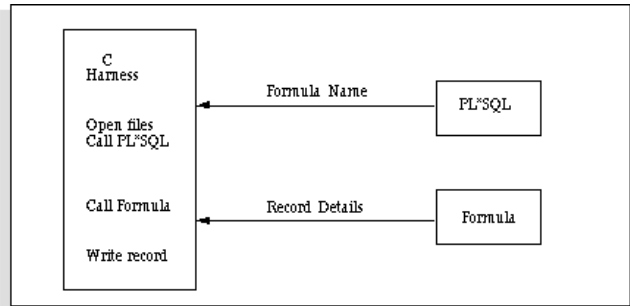 C
Harness
Open files
Call PL*SQL
Call Formula
Write record
Formula Name
PL*SQL
Record Details
Formula